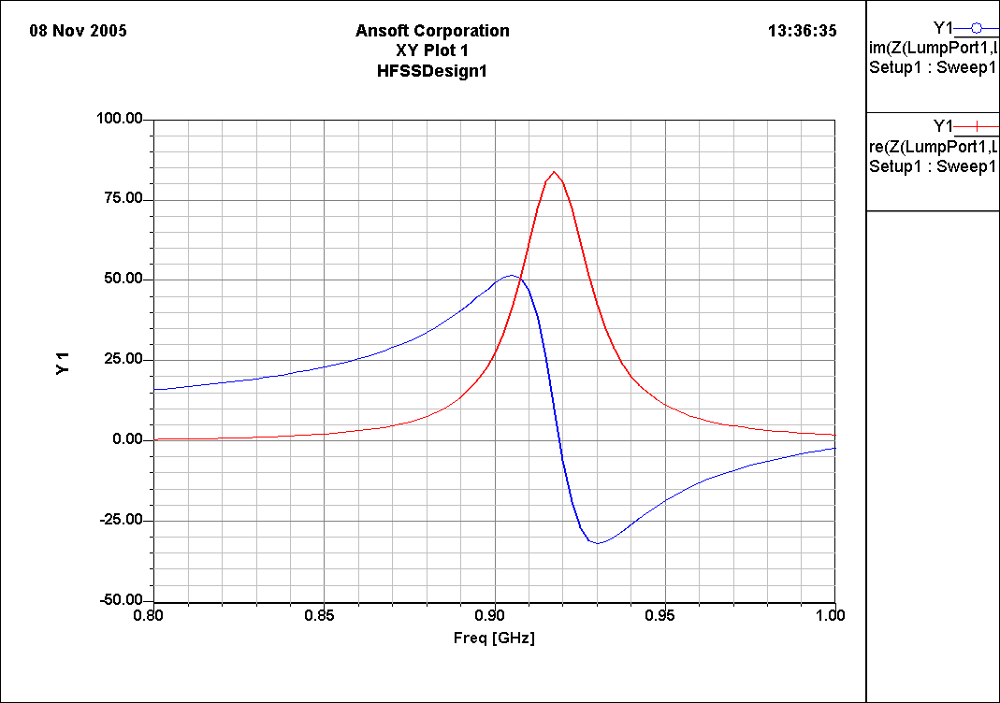 08 Nov 2005
Ansoft Corporation
XY Plot 1
HFSSDesign1
13:36:35
Y1
im(Z(LumpPort1,L
Setup1 : Sweep1
Y1
re(Z(LumpPort1,L
Setup1 : Sweep1
100.00
75.00
50.00
25.00
0.00
-25.00
-50.00
Y 1
0.80
0.85
0.90
0.95
1.00
Freq [GHz]